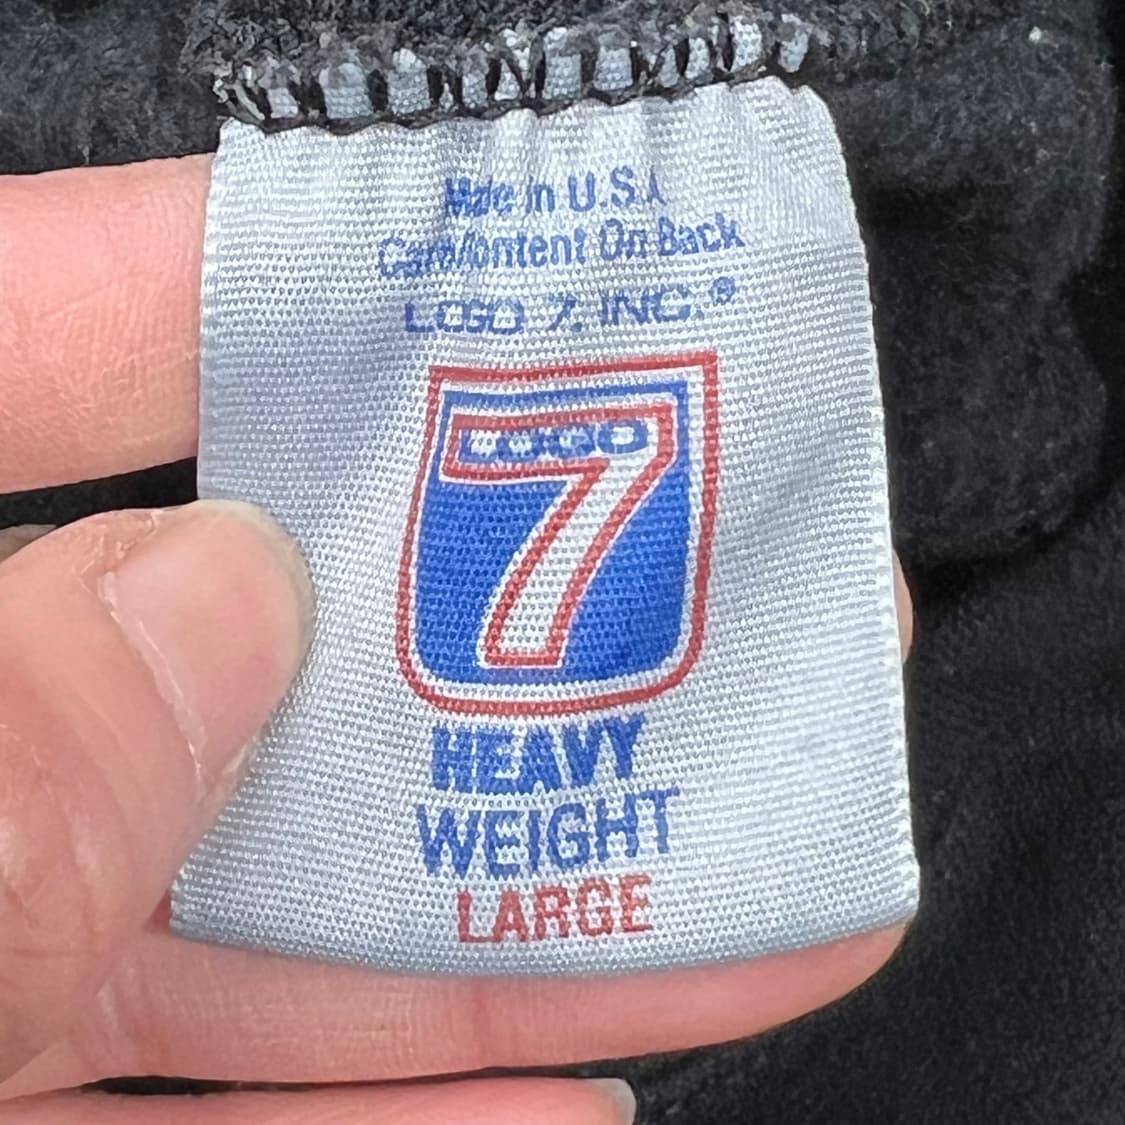 Made in U.S.A
Care/Content On Back
LOGO 7, INC.®
LOGO
7
HEAVY
WEIGHT
LARGE